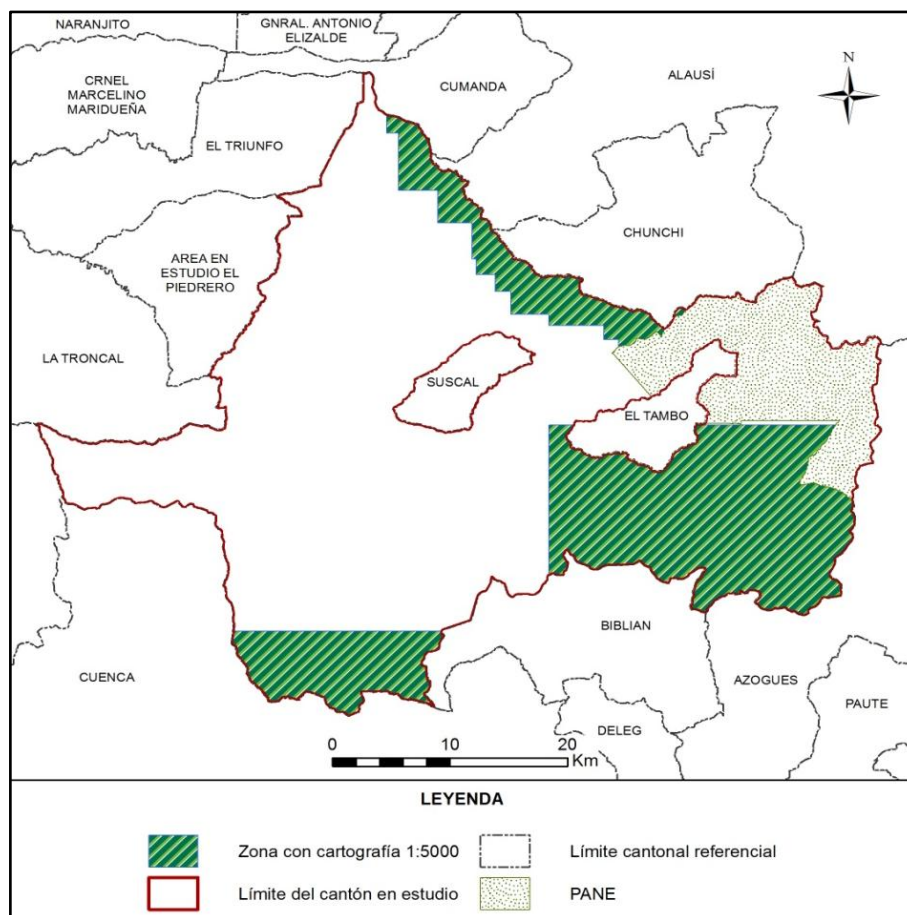 NARANJITO
GNRAL. ANTONIO
ELIZALDE
CRNEL
MARCELINO
MARIDUEÑA
CUMANDA
ALAUSÍ
N
EL TRIUNFO
CHUNCHI
AREA EN
ESTUDIO EL
PIEDRERO
LA TRONCAL
SUSCAL
EL TAMBO
BIBLIAN
CUENCA
AZOGUES
PAUTE
DELEG
0 10 20
Km
LEYENDA
Zona con cartografía 1:5000
Límite cantonal referencial
Límite del cantón en estudio
PANE